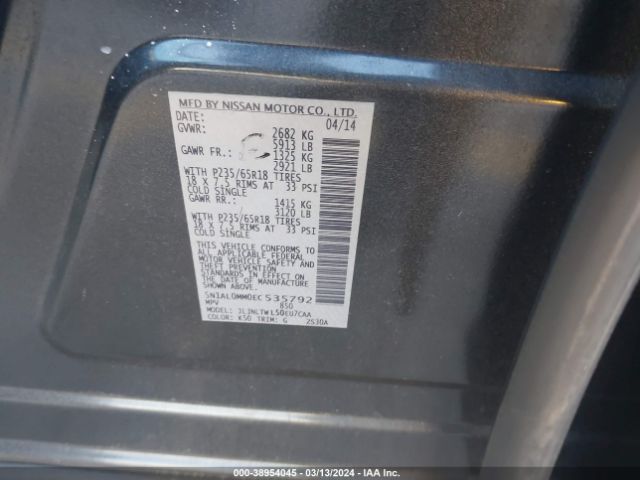 MFD BY NISSAN MOTOR CO., LTD.
DATE: 04/14
GVWR: 2682 KG
5913 LB
GAWR FR.: 1325 KG
2921 LB
WITH P235/65R18 TIRES
18 X 7.5 RIMS AT 33 PSI
COLD SINGLE
GAWR RR.: 1415 KG
3120 LB
WITH P235/65R18 TIRES
18 X 7.5 RIMS AT 33 PSI
COLD SINGLE
THIS VEHICLE CONFORMS TO
ALL APPLICABLE FEDERAL
MOTOR VEHICLE SAFETY AND
THEFT PREVENTION
STANDARDS IN EFFECT ON
THE DATE OF MANUFACTURE
SHOWN ABOVE.
5N1AL0MM0EC535792
MPV 850
MODEL: JLJNLTWL50EU7CAA
COLOR: K50 TRIM: G 2S30A
000-38954045 - 03/13/2024 - IAA Inc.